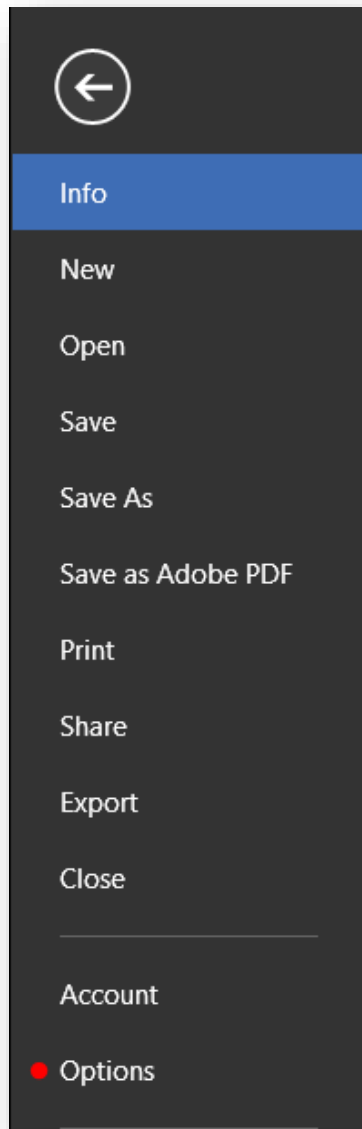 Info
New
Open
Save
Save As
Save as Adobe PDF
Print
Share
Export
Close
Account
Options